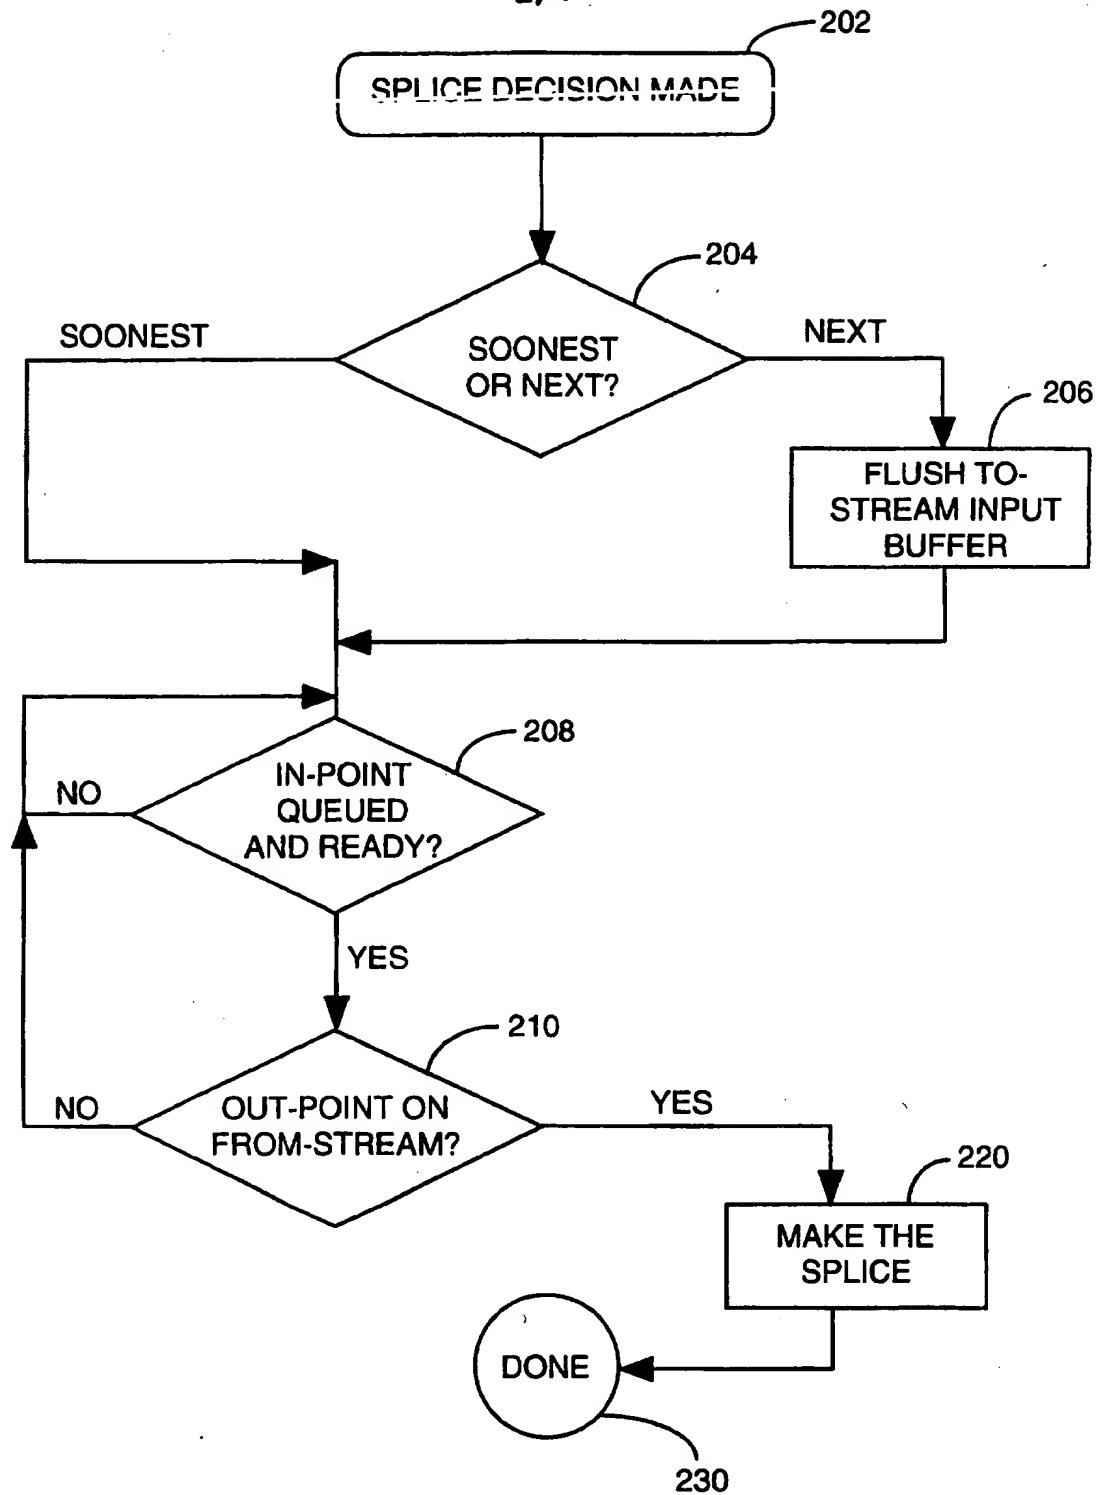 202
SPLICE DECISION MADE
204
SOONEST
NEXT
SOONEST
OR NEXT?
206
FLUSH TO-
STREAM INPUT
BUFFER
208
IN-POINT
QUEUED
AND READY?
NO
YES
210
NO
OUT-POINT ON
FROM-STREAM?
YES
220
MAKE THE
SPLICE
DONE
230